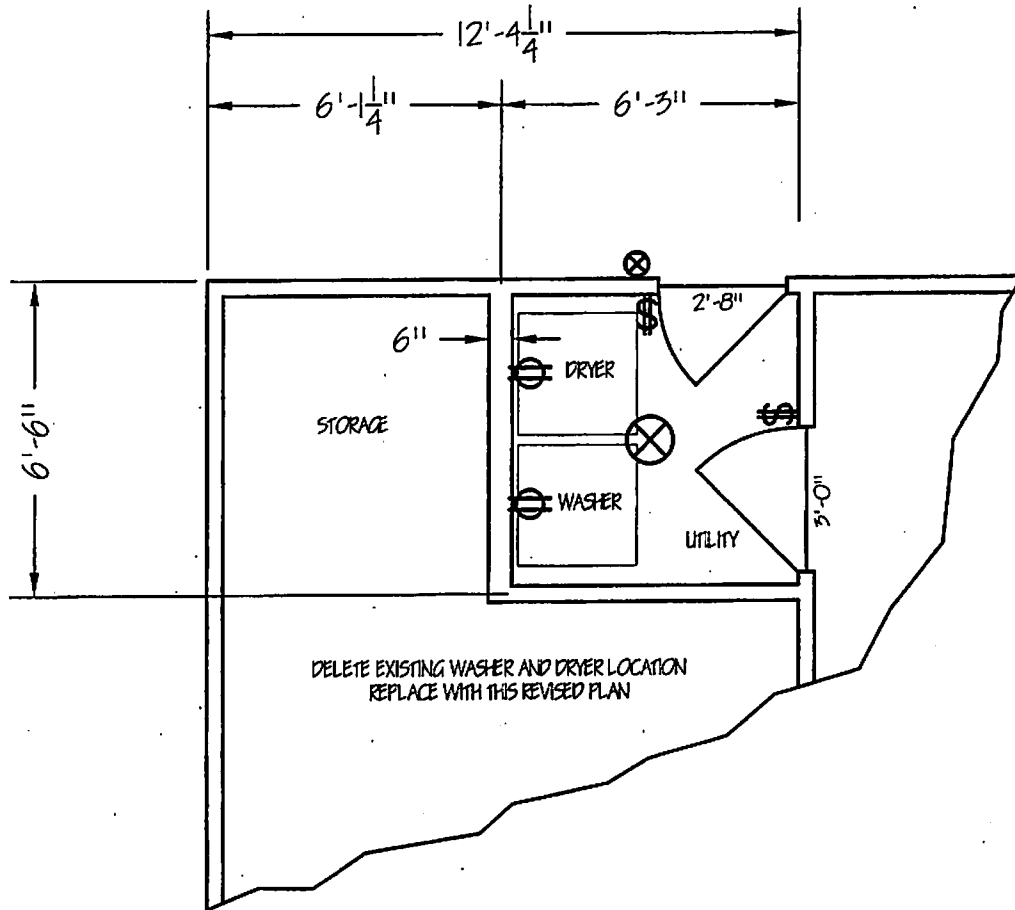 12'-4 1/4"
6'-1 1/4"
6'-3"
2'-8"
6"
DRYER
STORAGE
6'-6"
WASHER
3'-0"
UTILITY
DELETE EXISTING WASHER AND DRYER LOCATION
REPLACE WITH THIS REVISED PLAN